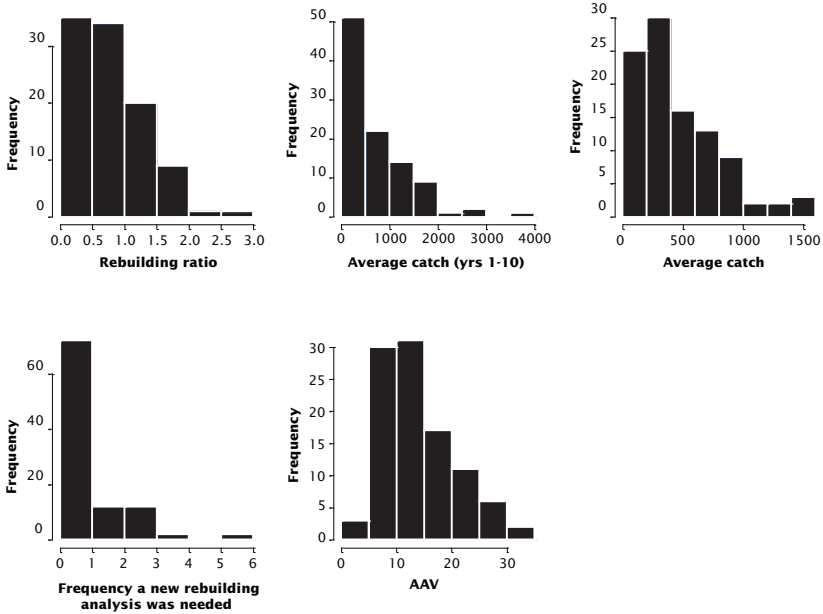 Frequency
30
20
10
0
0.0 0.5 1.0 1.5 2.0 2.5 3.0
Rebuilding ratio
Frequency
50
40
30
20
10
0
0 1000 2000 3000 4000
Average catch (yrs 1-10)
Frequency
30
25
20
15
10
5
0
0 500 1000 1500
Average catch
Frequency
60
40
20
0
0 1 2 3 4 5 6
Frequency a new rebuilding
analysis was needed
Frequency
30
25
20
15
10
5
0
0 10 20 30
AAV